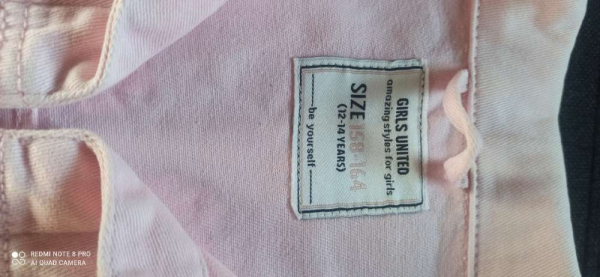 GIRLS UNITED
amazing styles for girls
SIZE 158-164
(12-14 YEARS)
be yourself
REDMI NOTE 8 PRO
AI QUAD CAMERA